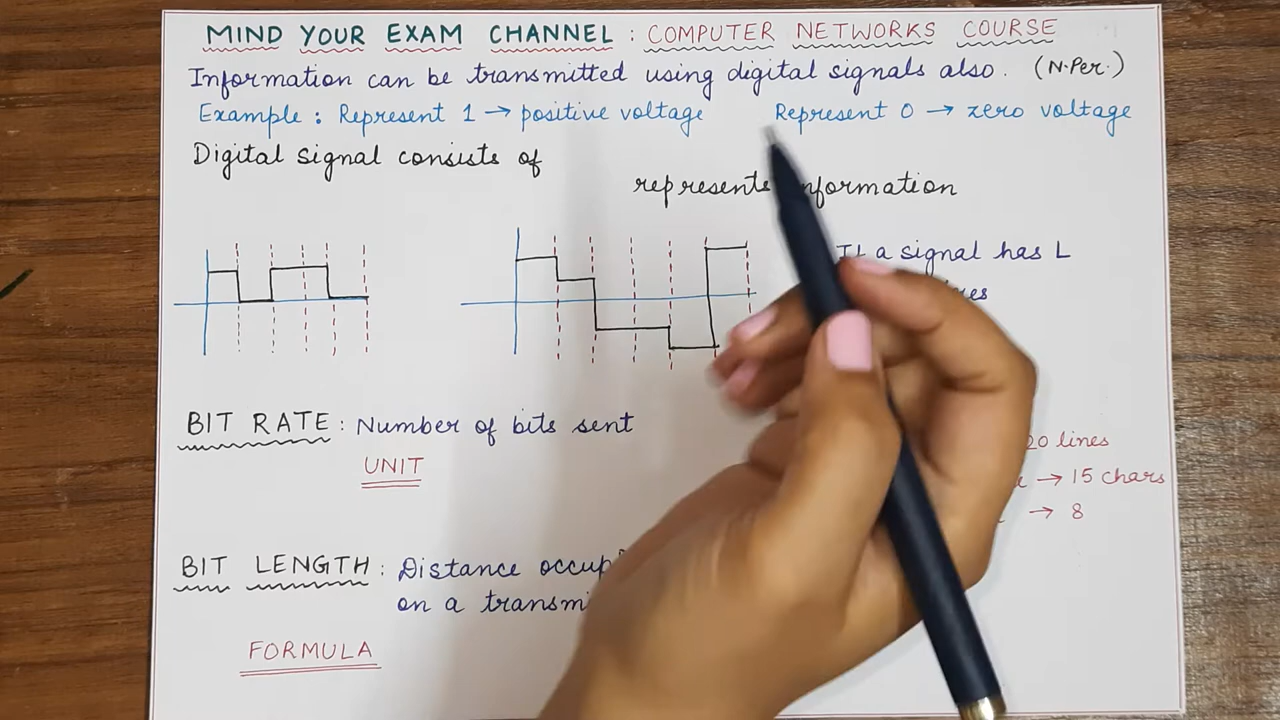 MIND YOUR EXAM CHANNEL : COMPUTER NETWORKS COURSE
Information can be transmitted using digital signals also. (N.Per.)
Example : Represent 1 → positive voltage Represent 0 → zero voltage
Digital signal consists of
represents information
If a signal has L
BIT RATE : Number of bits sent
UNIT
20 lines
→ 15 chars
→ 8
BIT LENGTH : Distance
on a
FORMULA